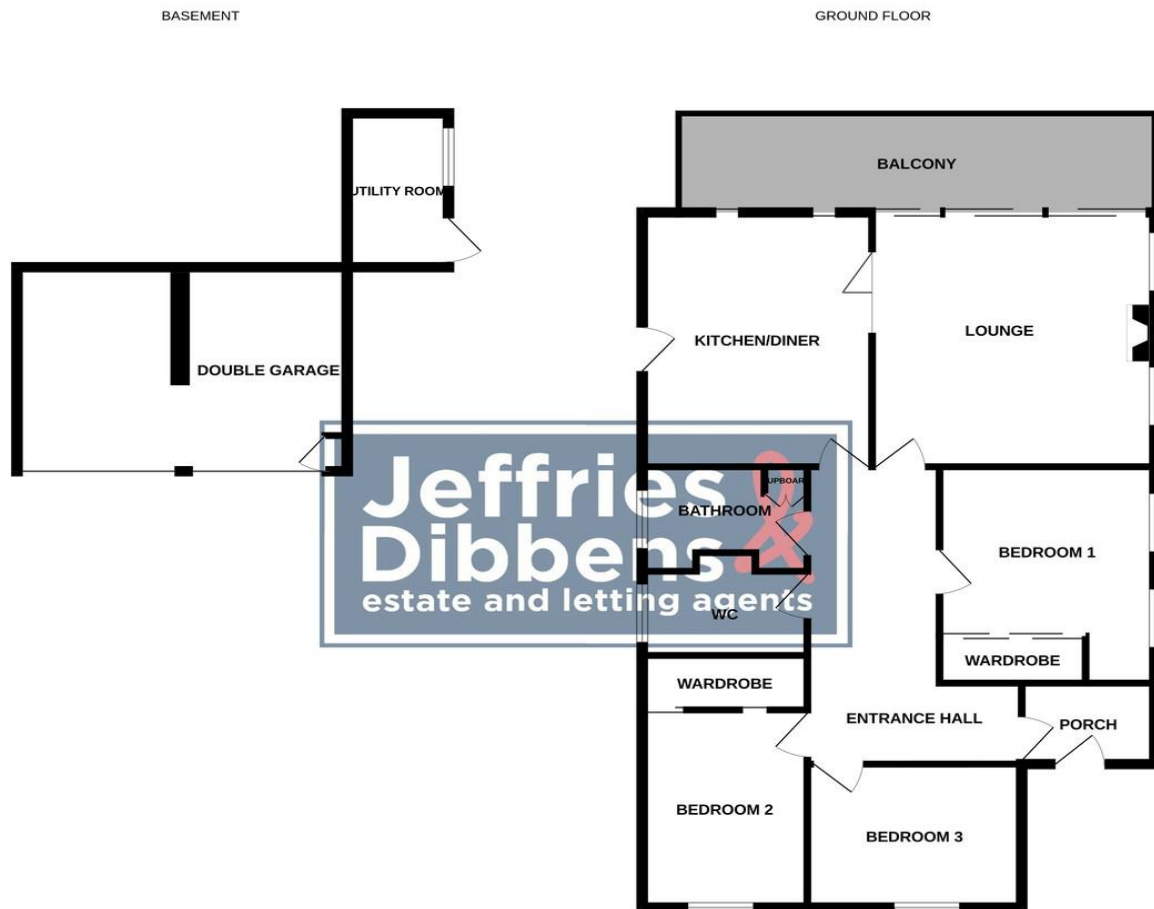 BASEMENT
GROUND FLOOR
BALCONY
UTILITY ROOM
LOUNGE
KITCHEN/DINER
DOUBLE GARAGE
Jeffries &
Dibbens
estate and letting agents
UPBOAR
BATHROOM
BEDROOM 1
WC
WARDROBE
WARDROBE
ENTRANCE HALL
PORCH
BEDROOM 2
BEDROOM 3